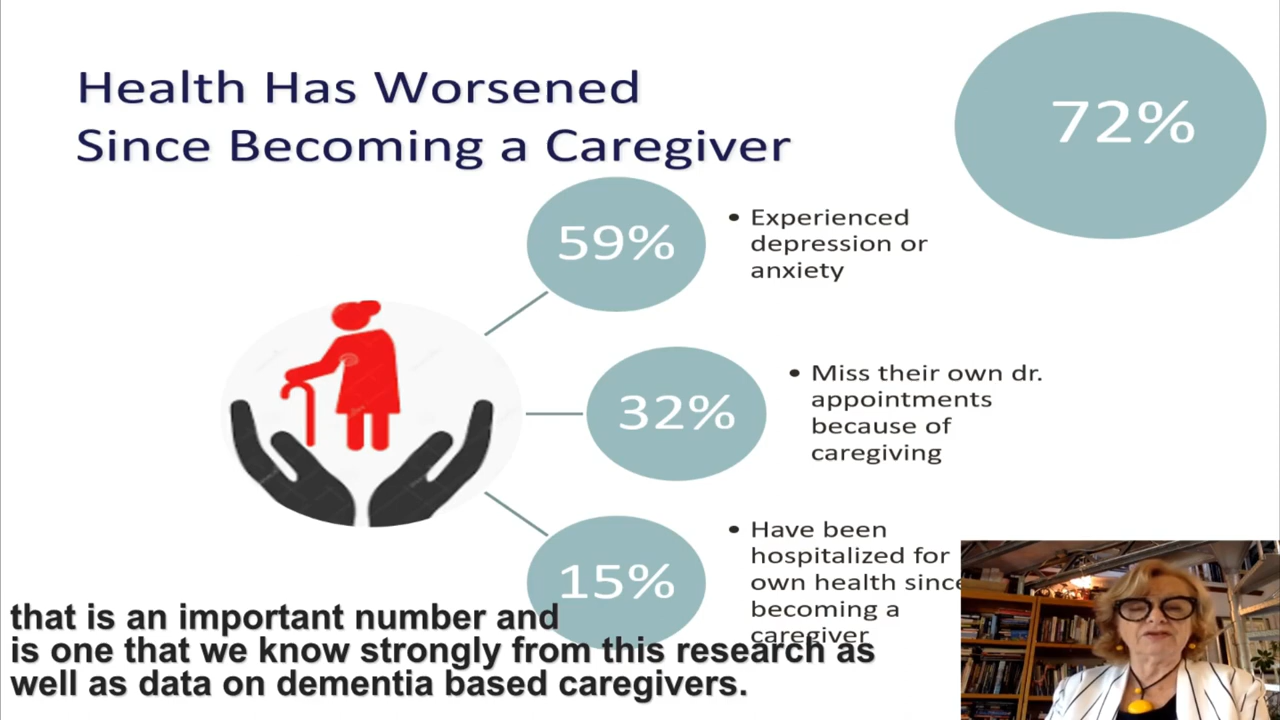 Health Has Worsened
Since Becoming a Caregiver
72%
59%
• Experienced
depression or
anxiety
32%
• Miss their own dr.
appointments
because of
caregiving
15%
• Have been
hospitalized for
own health since
becoming a
caregiver
that is an important number and
is one that we know strongly from this research as
well as data on dementia based caregivers.